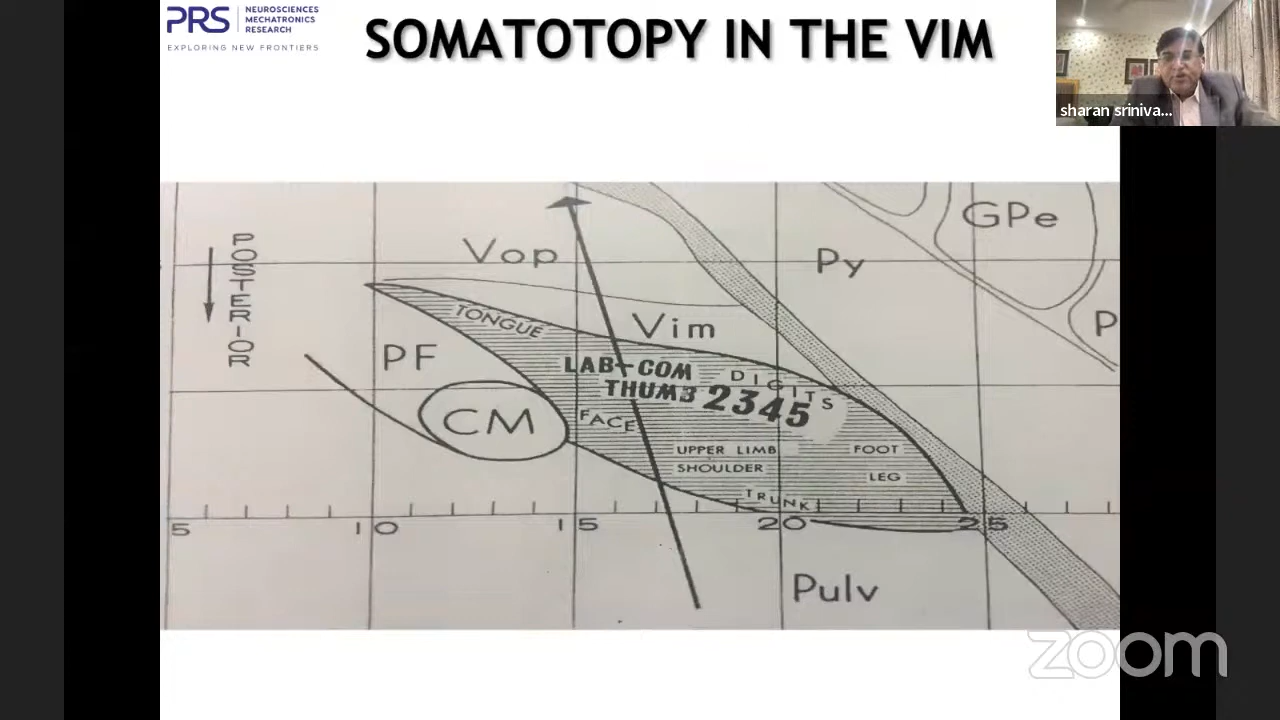 PRS
NEUROSCIENCES
MECHATRONICS
RESEARCH
EXPLORING NEW FRONTIERS
SOMATOTOPY IN THE VIM
sharan sriniva...
POSTERIOR
Vop
Py
GPe
P
TONGUE
Vim
PF
LAB-COM
DIGITS
THUMB 2345
CM
FACE
UPPER LIMB
SHOULDER
FOOT
LEG
TRUNK
5
10
15
20
25
Pulv
zoom